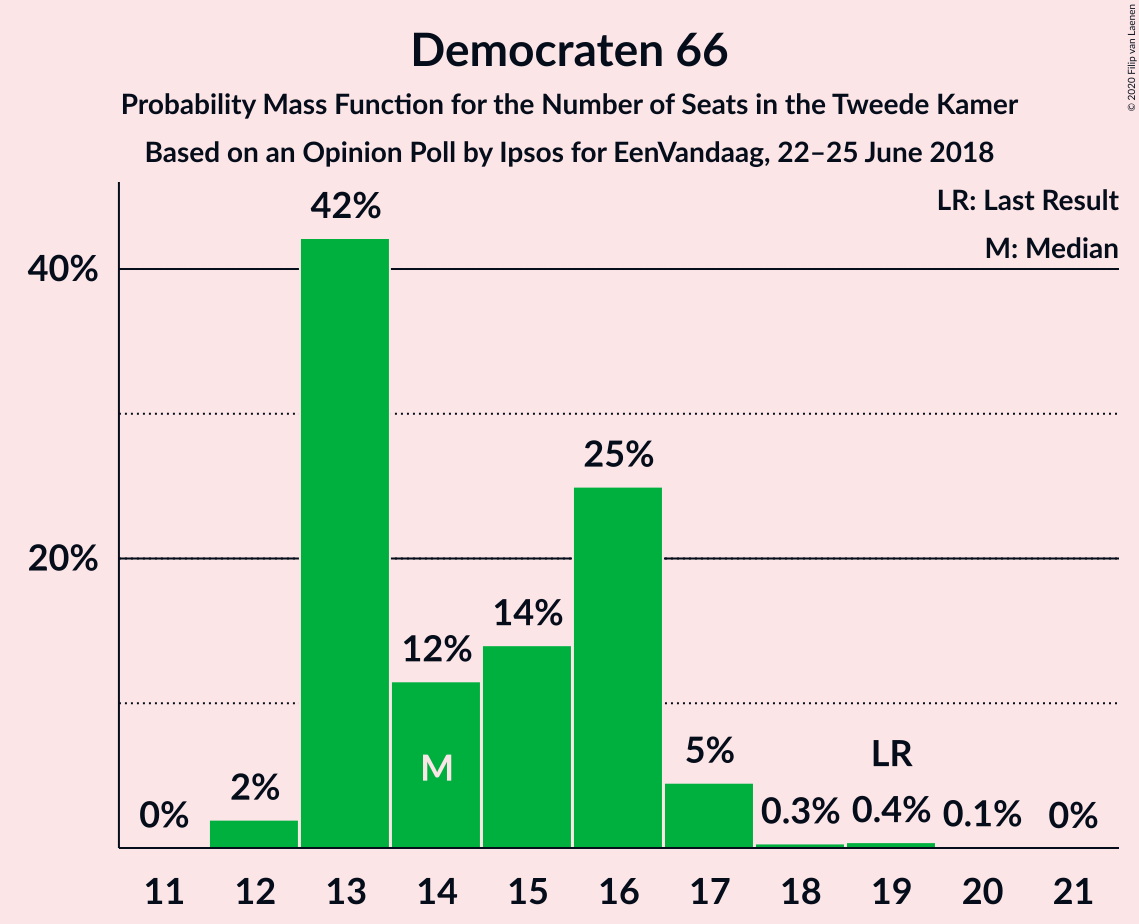 Democraten 66
Probability Mass Function for the Number of Seats in the Tweede Kamer
Based on an Opinion Poll by Ipsos for EenVandaag, 22–25 June 2018
© 2020 Filip van Laenen
LR: Last Result
M: Median
40%
20%
0%
2%
42%
12%
M
14%
25%
5%
0.3%
LR
0.4%
0.1%
0%
11 12 13 14 15 16 17 18 19 20 21